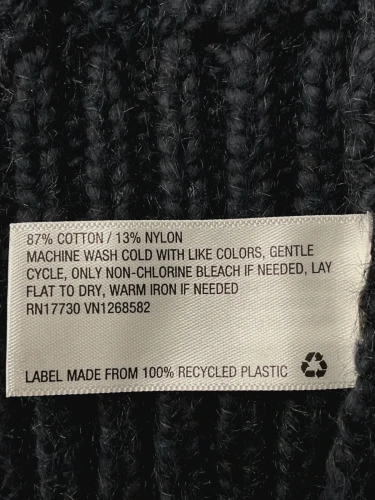 87% COTTON / 13% NYLON
MACHINE WASH COLD WITH LIKE COLORS, GENTLE
CYCLE, ONLY NON-CHLORINE BLEACH IF NEEDED, LAY
FLAT TO DRY, WARM IRON IF NEEDED
RN17730 VN1268582
LABEL MADE FROM 100% RECYCLED PLASTIC